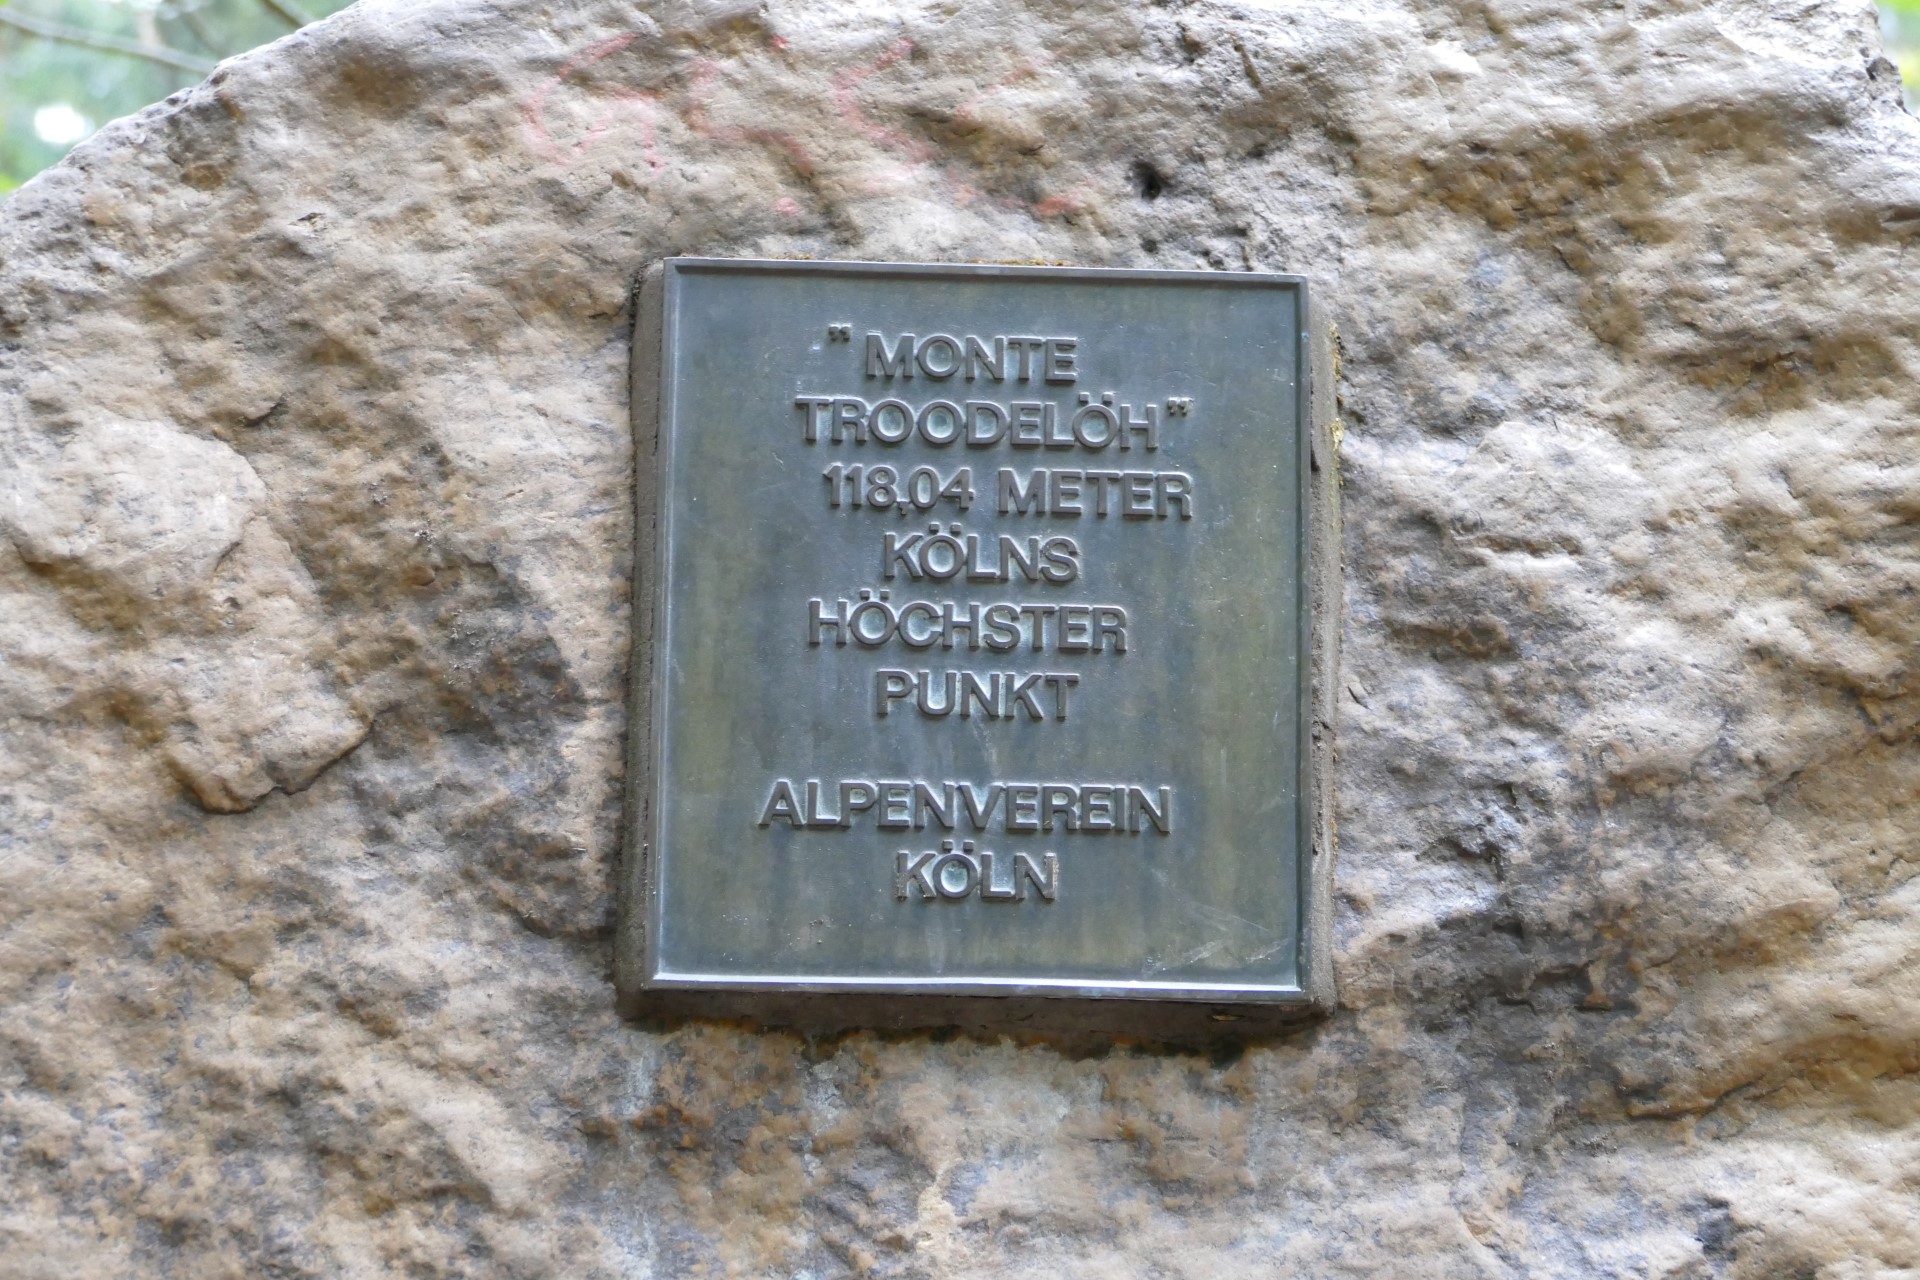 " MONTE
TROODELÖH"
118,04 METER
KÖLNS
HÖCHSTER
PUNKT
ALPENVEREIN
KÖLN